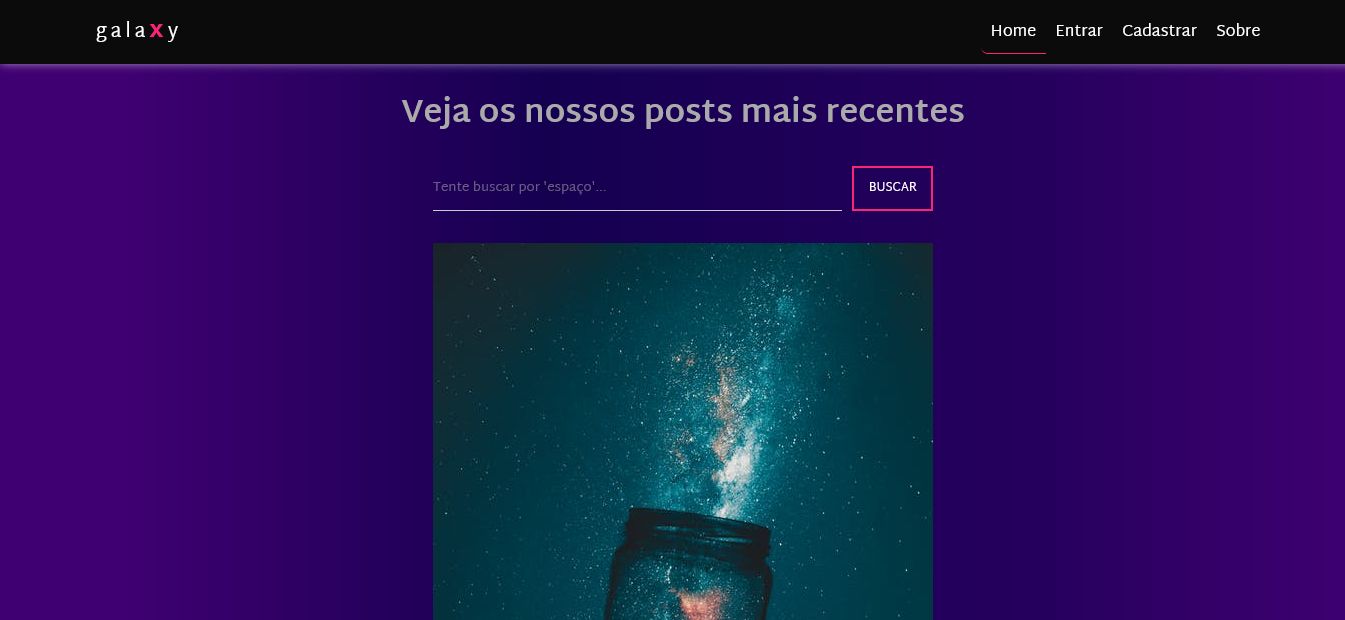 galaxy
Home Entrar Cadastrar Sobre
Veja os nossos posts mais recentes
Tente buscar por 'espaço'...
BUSCAR